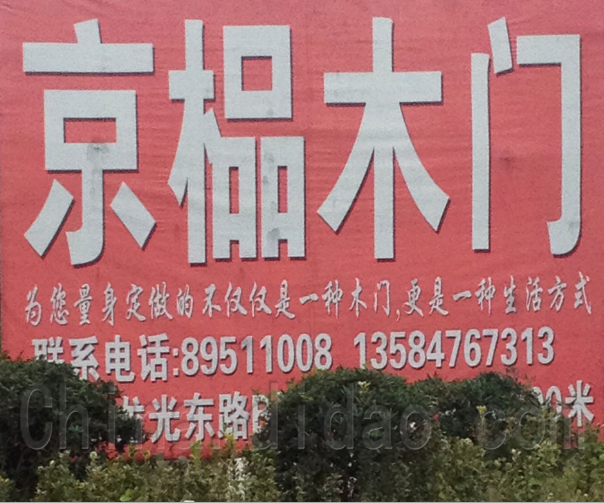 京榀木门
为您量身定做的不仅仅是一种木门,更是一种生活方式
联系电话:89511008 13584767313
龙光东路 米